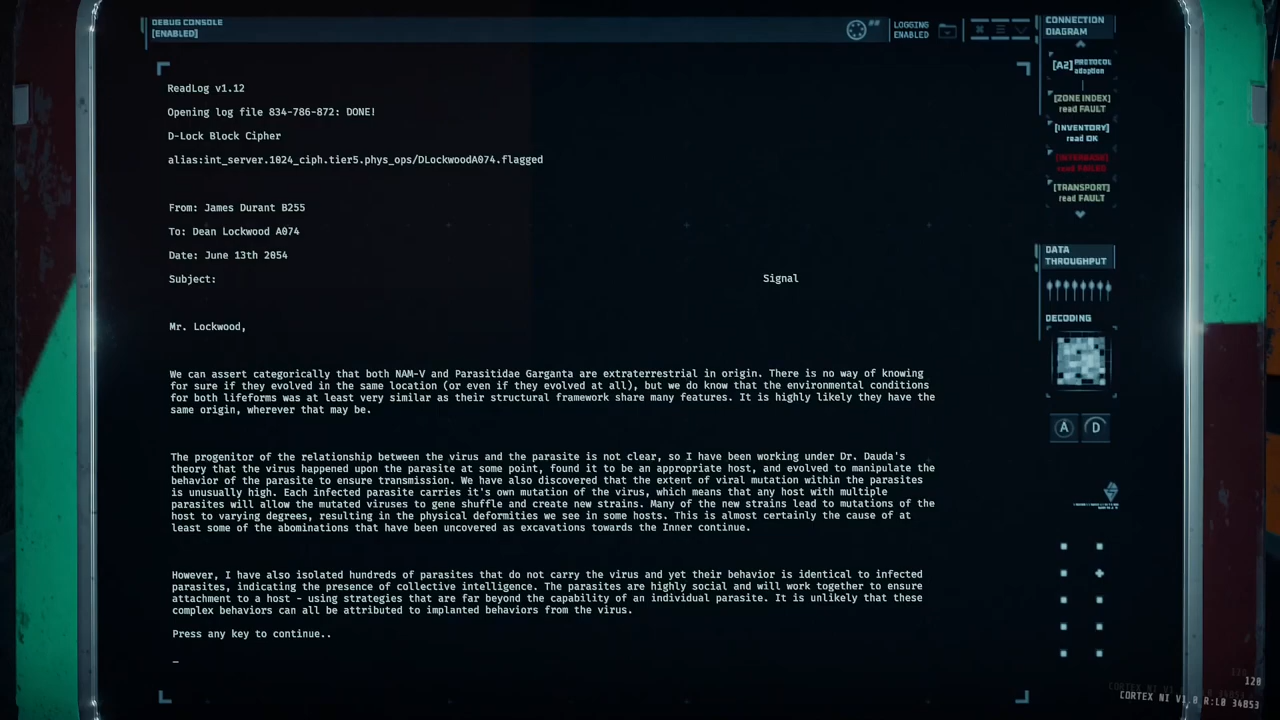 DEBUG CONSOLE
[ENABLED]
LOGGING
ENABLED
CONNECTION
DIAGRAM
ReadLog v1.12
Opening log file 834-786-872: DONE!
D-Lock Block Cipher
alias:int_server.1024_ciph.tier5.phys_ops/DLockwoodA074.flagged
From: James Durant B255
To: Dean Lockwood A074
Date: June 13th 2054
Subject: Signal
Mr. Lockwood,
We can assert categorically that both NAM-V and Parasitidae Garganta are extraterrestrial in origin. There is no way of knowing
for sure if they evolved in the same location (or even if they evolved at all), but we do know that the environmental conditions
for both lifeforms was at least very similar as their structural framework share many features. It is highly likely they have the
same origin, wherever that may be.
The progenitor of the relationship between the virus and the parasite is not clear, so I have been working under Dr. Dauda's
theory that the virus happened upon the parasite at some point, found it to be an appropriate host, and evolved to manipulate the
behavior of the parasite to ensure transmission. We have also discovered that the extent of viral mutation within the parasites
is unusually high. Each infected parasite carries it's own mutation of the virus, which means that any host with multiple
parasites will allow the mutated viruses to gene shuffle and create new strains. Many of the new strains lead to mutations of the
host to varying degrees, resulting in the physical deformities we see in some hosts. This is almost certainly the cause of at
least some of the abominations that have been uncovered as excavations towards the Inner continue.
However, I have also isolated hundreds of parasites that do not carry the virus and yet their behavior is identical to infected
parasites, indicating the presence of collective intelligence. The parasites are highly social and will work together to ensure
attachment to a host - using strategies that are far beyond the capability of an individual parasite. It is unlikely that these
complex behaviors can all be attributed to implanted behaviors from the virus.
Press any key to continue..
_
[A2] PROTOCOL
adaption
[ZONE INDEX]
read FAULT
[INVENTORY]
read OK
read FAILED
[TRANSPORT]
read FAULT
DATA
THROUGHPUT
DECODING
A D
120
CORTEX NI V1.0 R:L0 34853